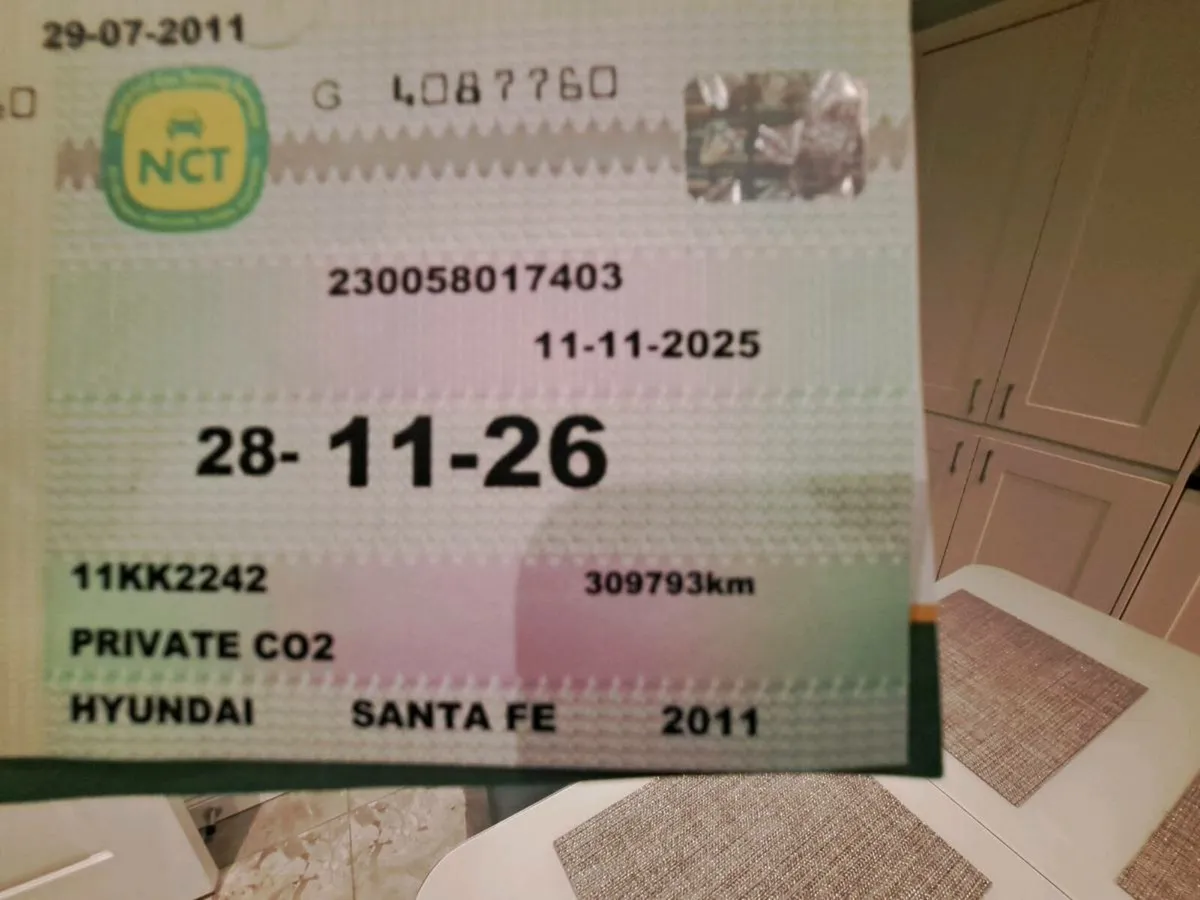 29-07-2011
G 4087760
NCT
230058017403
11-11-2025
28-11-26
11KK2242 309793km
PRIVATE CO2
HYUNDAI SANTA FE 2011